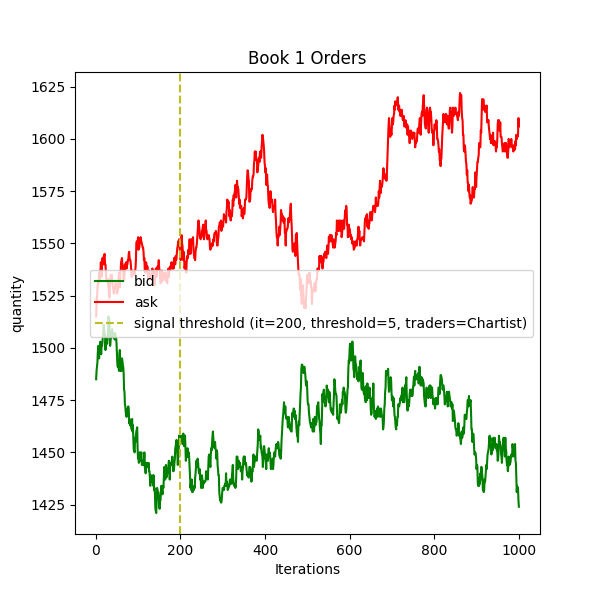 Book 1 Orders
1625
1600
1575
1550
1525
1500
1475
1450
1425
quantity
bid
ask
signal threshold (it=200, threshold=5, traders=Chartist)
0 200 400 600 800 1000
Iterations